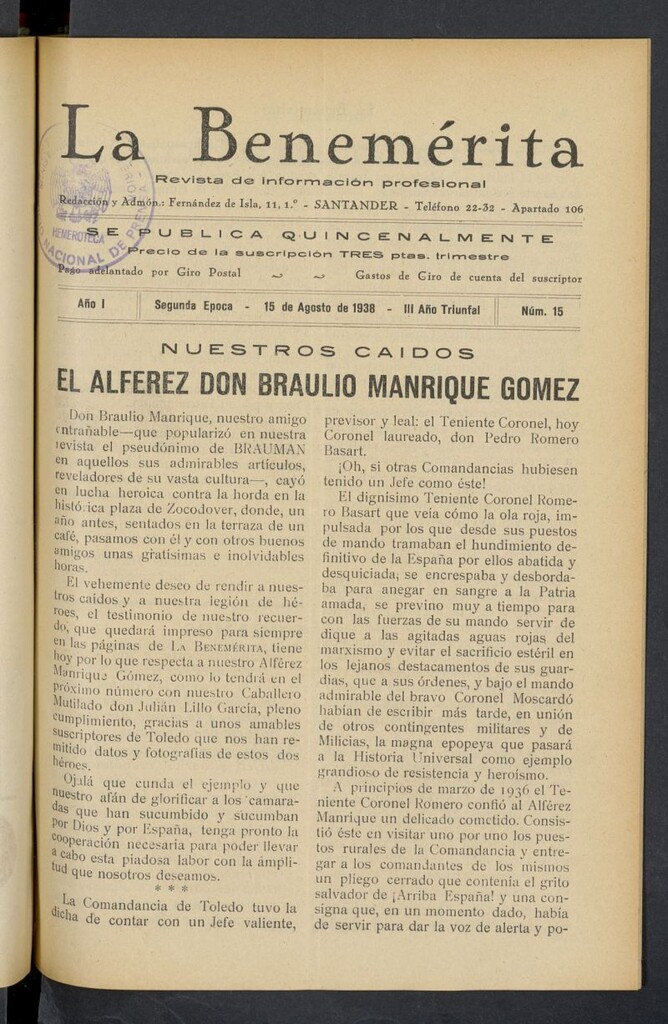 La Benemérita
Revista de información profesional
Redacción y Admón.: Fernández de Isla, 11, 1.º - SANTANDER - Teléfono 22-32 - Apartado 106
SE PUBLICA QUINCENALMENTE
Precio de la suscripción TRES ptas. trimestre
Pago adelantado por Giro Postal
Gastos de Giro de cuenta del suscriptor
HEMEROTECA
NACIONAL DE
Año I
Segunda Epoca - 15 de Agosto de 1938 - III Año Triunfal
Núm. 15
NUESTROS CAIDOS
EL ALFEREZ DON BRAULIO MANRIQUE GOMEZ
Don Braulio Manrique, nuestro amigo
entrañable—que popularizó en nuestra
revista el pseudónimo de BRAUMAN
en aquellos sus admirables artículos,
reveladores de su vasta cultura—, cayó
en lucha heroica contra la horda en la
histórica plaza de Zocodover, donde, un
año antes, sentados en la terraza de un
café, pasamos con él y con otros buenos
amigos unas gratísimas e inolvidables
horas.
El vehemente deseo de rendir a nues-
tros caídos y a nuestra legión de hé-
roes, el testimonio de nuestro recuer-
do, que quedará impreso para siempre
en las páginas de LA BENEMÉRITA, tiene
hoy por lo que respecta a nuestro Alférez
Manrique Gómez, como lo tendrá en el
próximo número con nuestro Caballero
Mutilado don Julián Lillo García, pleno
cumplimiento, gracias a unos amables
suscriptores de Toledo que nos han re-
mitido datos y fotografías de estos dos
héroes.
Ojalá que cunda el ejemplo y que
nuestro afán de glorificar a los camara-
das que han sucumbido y sucumban
por Dios y por España, tenga pronto la
cooperación necesaria para poder llevar
a cabo esta piadosa labor con la ampli-
tud que nosotros deseamos.
* * *
La Comandancia de Toledo tuvo la
dicha de contar con un Jefe valiente,
previsor y leal: el Teniente Coronel, hoy
Coronel laureado, don Pedro Romero
Basart.
¡Oh, si otras Comandancias hubiesen
tenido un Jefe como éste!
El dignísimo Teniente Coronel Rome-
ro Basart que veía cómo la ola roja, im-
pulsada por los que desde sus puestos
de mando tramaban el hundimiento de-
finitivo de la España por ellos abatida y
desquiciada, se encrespaba y desborda-
ba para anegar en sangre a la Patria
amada, se previno muy a tiempo para
con las fuerzas de su mando servir de
dique a las agitadas aguas rojas del
marxismo y evitar el sacrificio estéril en
los lejanos destacamentos de sus guar-
dias, que a sus órdenes, y bajo el mando
admirable del bravo Coronel Moscardó
habían de escribir más tarde, en unión
de otros contingentes militares y de
Milicias, la magna epopeya que pasará
a la Historia Universal como ejemplo
grandioso de resistencia y heroísmo.
A principios de marzo de 1936 el Te-
niente Coronel Romero confió al Alférez
Manrique un delicado cometido. Consis-
tió éste en visitar uno por uno los pues-
tos rurales de la Comandancia y entre-
gar a los comandantes de los mismos
un pliego cerrado que contenía el grito
salvador de ¡Arriba España! y una con-
signa que, en un momento dado, había
de servir para dar la voz de alerta y po-